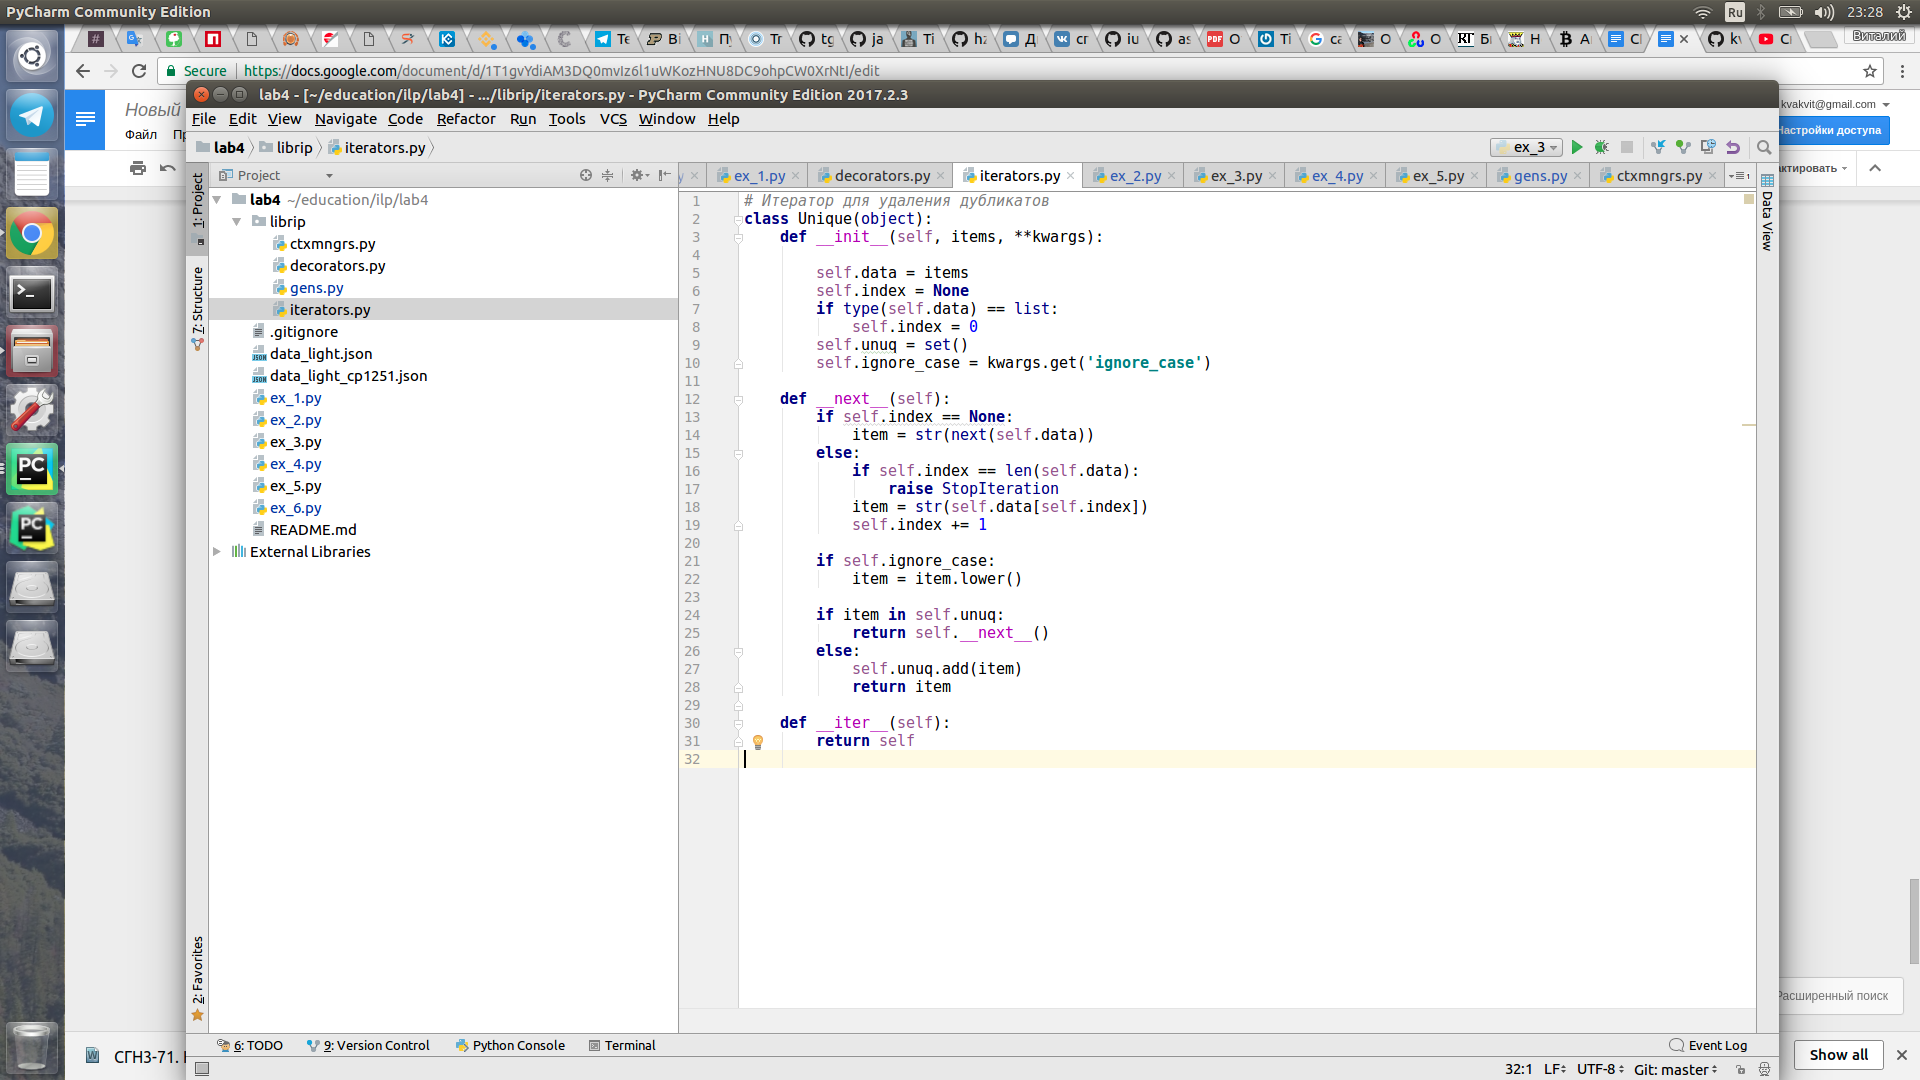 PyCharm Community Edition
Ru
23:28
Виталий
Secure
https://docs.google.com/document/d/1T1gvYdiAM3DQ0mvIz6l1uWKozHNU8DC9ohpCW0XrNtI/edit
Новый
Файл
kvakvit@gmail.com
Настройки доступа
lab4 - [~/education/ilp/lab4] - .../librip/iterators.py - PyCharm Community Edition 2017.2.3
File Edit View Navigate Code Refactor Run Tools VCS Window Help
lab4 librip iterators.py
ex_3
Project
ex_1.py decorators.py iterators.py ex_2.py ex_3.py ex_4.py ex_5.py gens.py ctxmngrs.py
1: Project
7: Structure
2: Favorites
Data View
lab4 ~/education/ilp/lab4
librip
ctxmngrs.py
decorators.py
gens.py
iterators.py
.gitignore
data_light.json
data_light_cp1251.json
ex_1.py
ex_2.py
ex_3.py
ex_4.py
ex_5.py
ex_6.py
README.md
External Libraries
1 # Итератор для удаления дубликатов
2 class Unique(object):
3 def __init__(self, items, **kwargs):
4
5 self.data = items
6 self.index = None
7 if type(self.data) == list:
8 self.index = 0
9 self.unuq = set()
10 self.ignore_case = kwargs.get('ignore_case')
11
12 def __next__(self):
13 if self.index == None:
14 item = str(next(self.data))
15 else:
16 if self.index == len(self.data):
17 raise StopIteration
18 item = str(self.data[self.index])
19 self.index += 1
20
21 if self.ignore_case:
22 item = item.lower()
23
24 if item in self.unuq:
25 return self.__next__()
26 else:
27 self.unuq.add(item)
28 return item
29
30 def __iter__(self):
31 return self
32
Расширенный поиск
6: TODO 9: Version Control Python Console Terminal
Event Log
32:1 LF UTF-8 Git: master
СГН3-71.
Show all